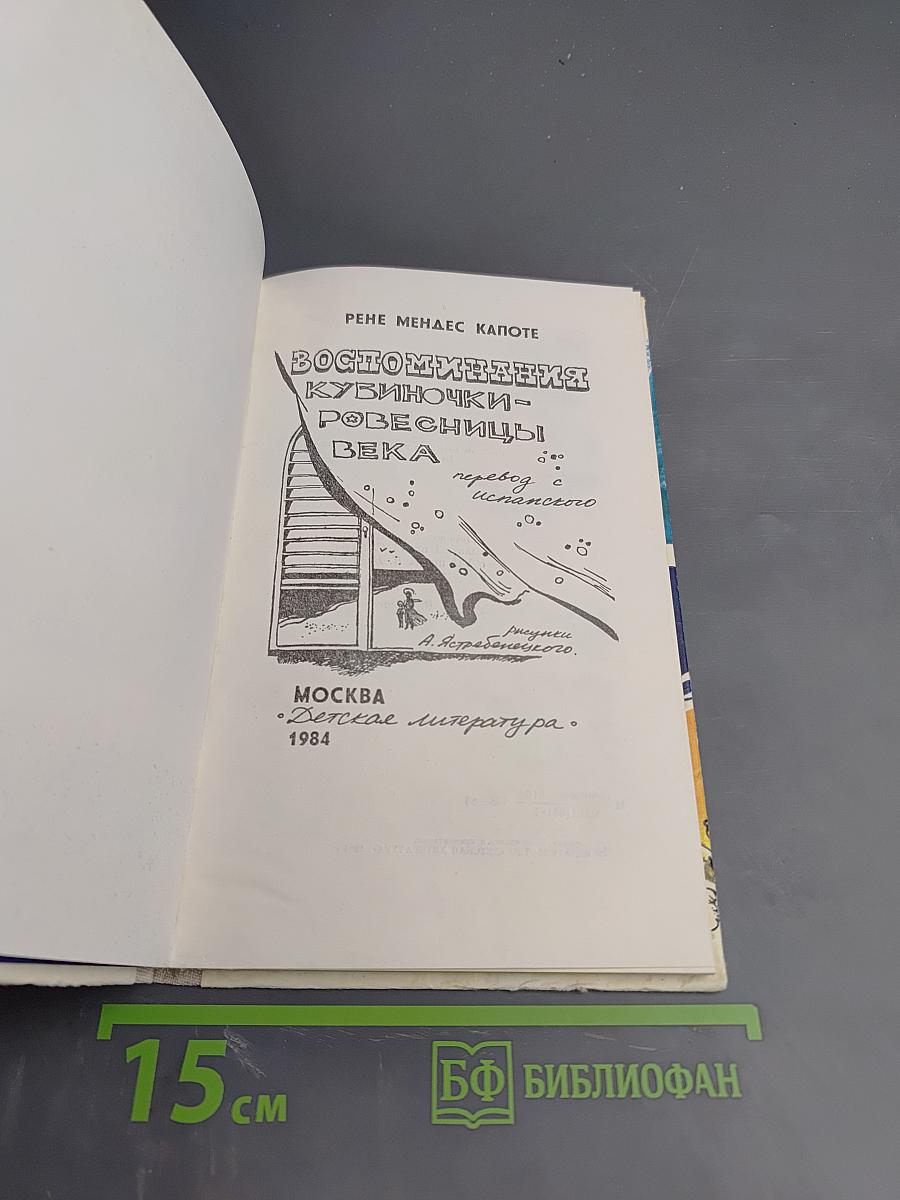 РЕНЕ МЕНДЕС КАПОТЕ
ВОСПОМИНАНИЯ
КУБИНОЧКИ-
РОВЕСНИЦЫ
ВЕКА
перевод с
испанского
рисунки
А. Ястребенецкого.
МОСКВА
"Детская литература"
1984
15 см
БФ БИБЛИОФАН